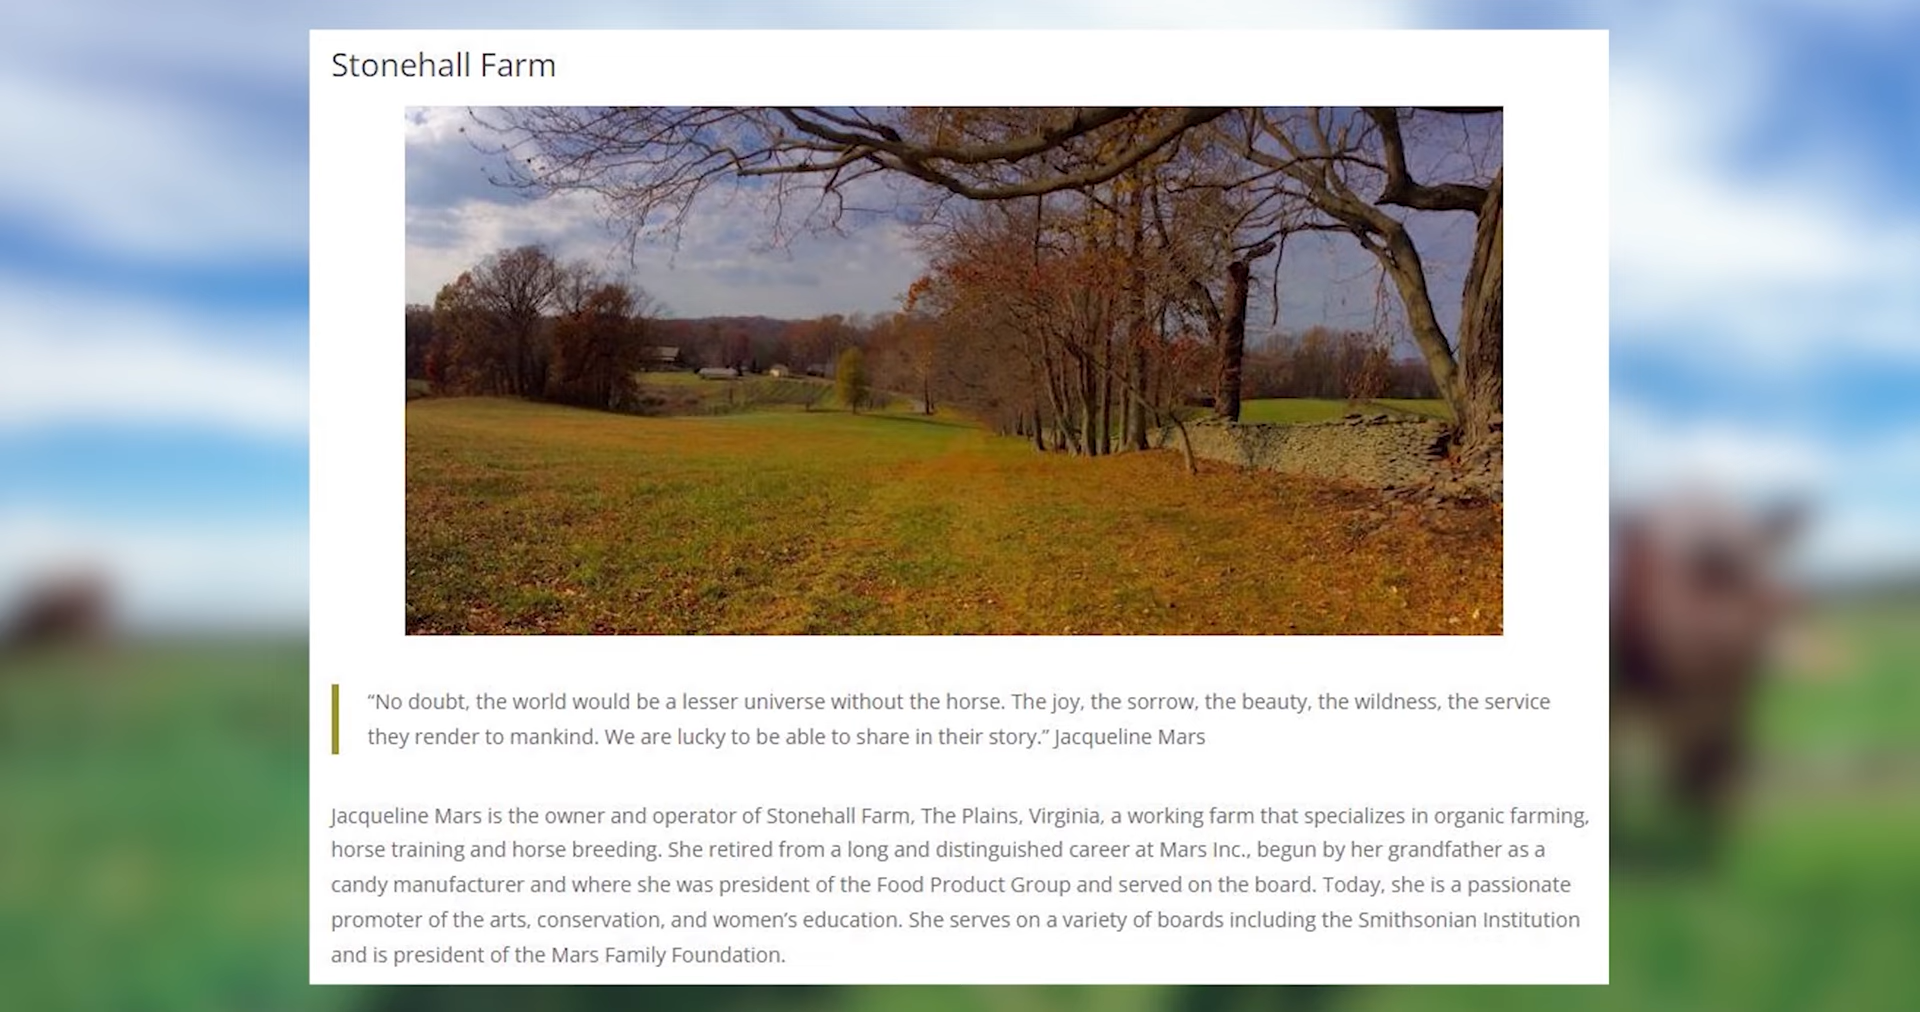 Stonehall Farm
“No doubt, the world would be a lesser universe without the horse. The joy, the sorrow, the beauty, the wildness, the service
they render to mankind. We are lucky to be able to share in their story.” Jacqueline Mars
Jacqueline Mars is the owner and operator of Stonehall Farm, The Plains, Virginia, a working farm that specializes in organic farming,
horse training and horse breeding. She retired from a long and distinguished career at Mars Inc., begun by her grandfather as a
candy manufacturer and where she was president of the Food Product Group and served on the board. Today, she is a passionate
promoter of the arts, conservation, and women’s education. She serves on a variety of boards including the Smithsonian Institution
and is president of the Mars Family Foundation.